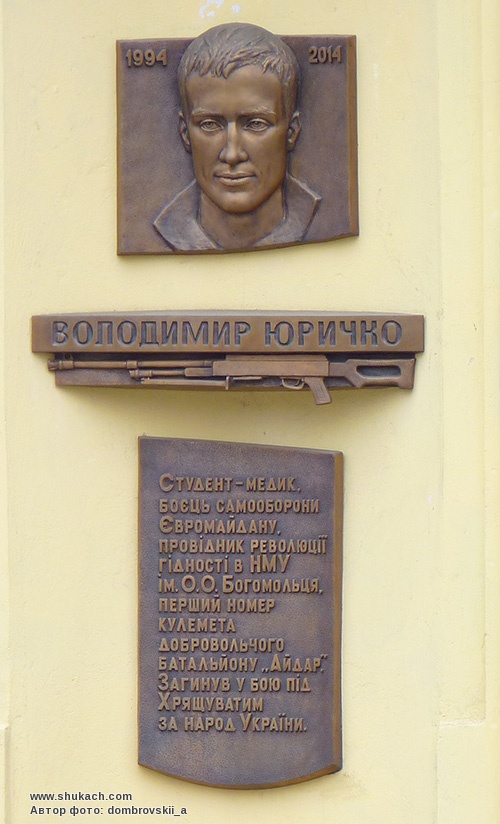 1994 2014
ВОЛОДИМИР ЮРИЧКО
Студент-медик,
боєць самооборони
Євромайдану,
провідник революції
гідності в НМУ
ім. О.О. Богомольця,
перший номер
кулемета
добровольчого
батальйону „Айдар”.
Загинув у бою під
Хрящуватим
за народ України.
www.shukach.com
Автор фото: dombrovskii_a